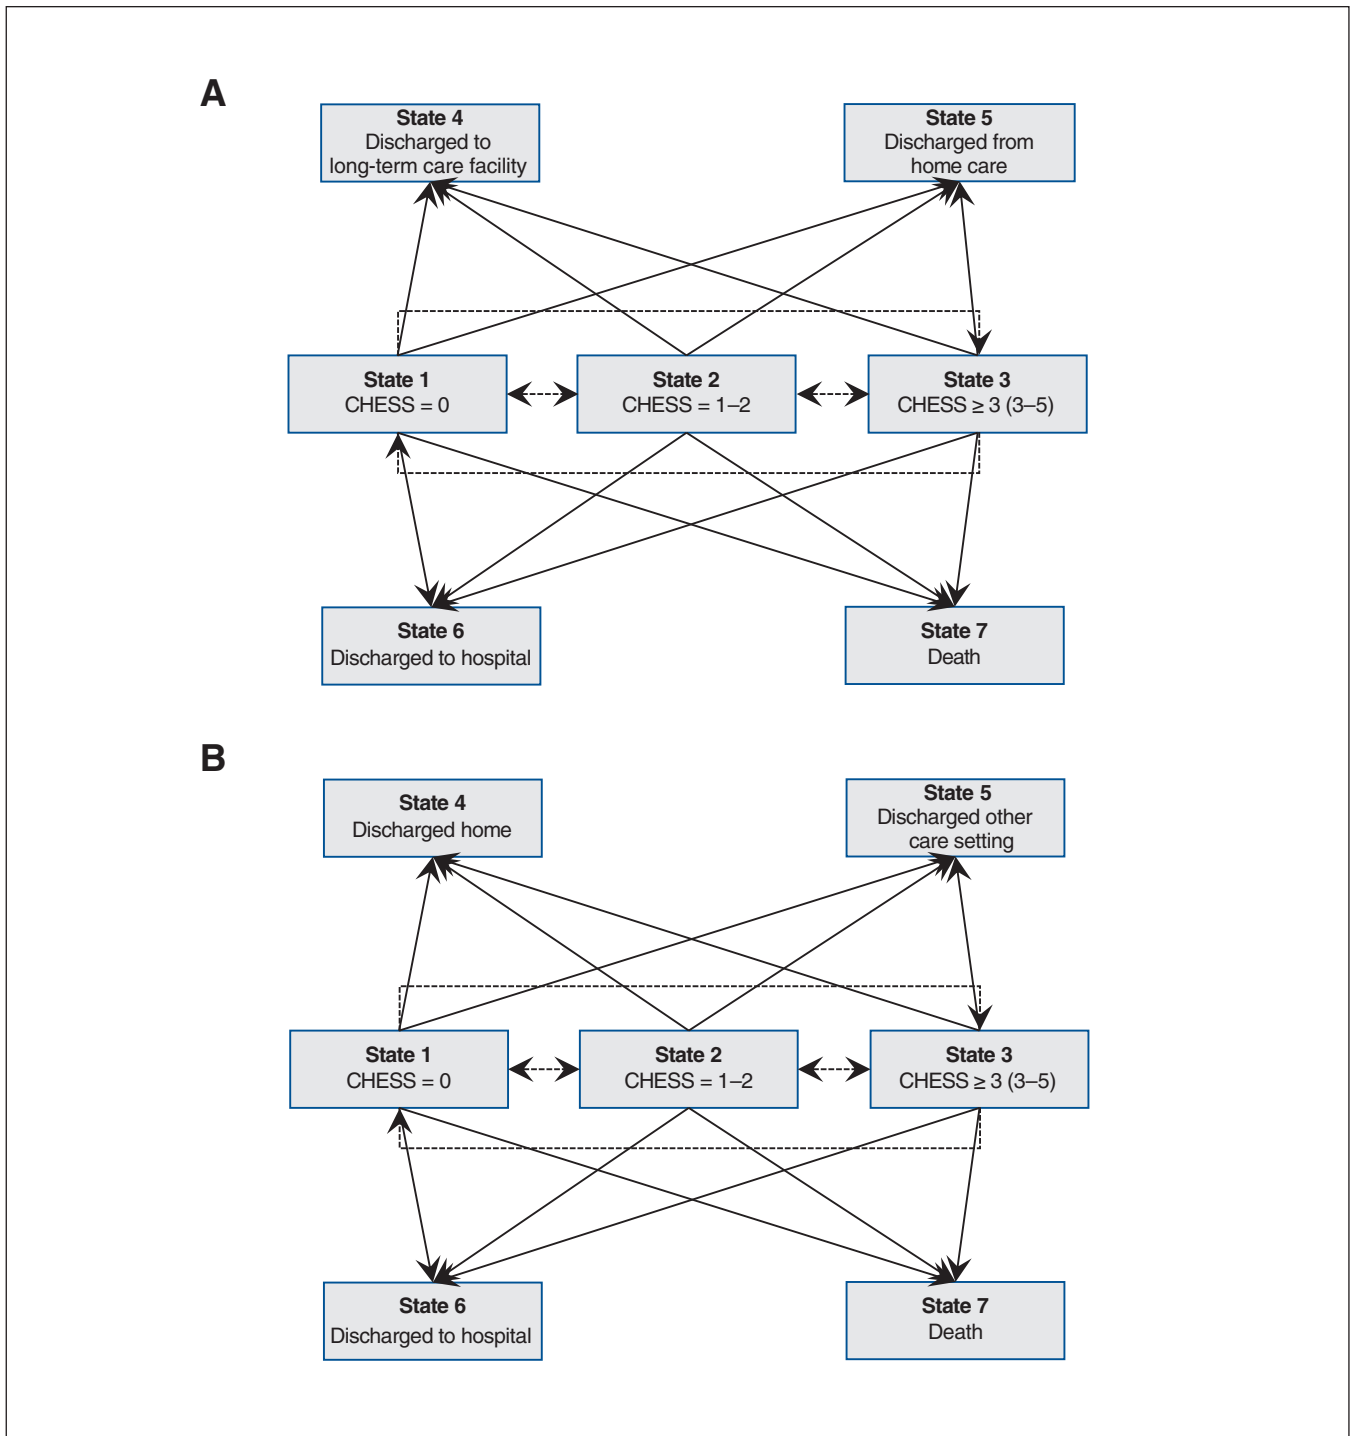 A
State 4
Discharged to
long-term care facility
State 5
Discharged from
home care
State 1
CHESS = 0
State 2
CHESS = 1–2
State 3
CHESS ≥ 3 (3–5)
State 6
Discharged to hospital
State 7
Death
B
State 4
Discharged home
State 5
Discharged other
care setting
State 1
CHESS = 0
State 2
CHESS = 1–2
State 3
CHESS ≥ 3 (3–5)
State 6
Discharged to hospital
State 7
Death